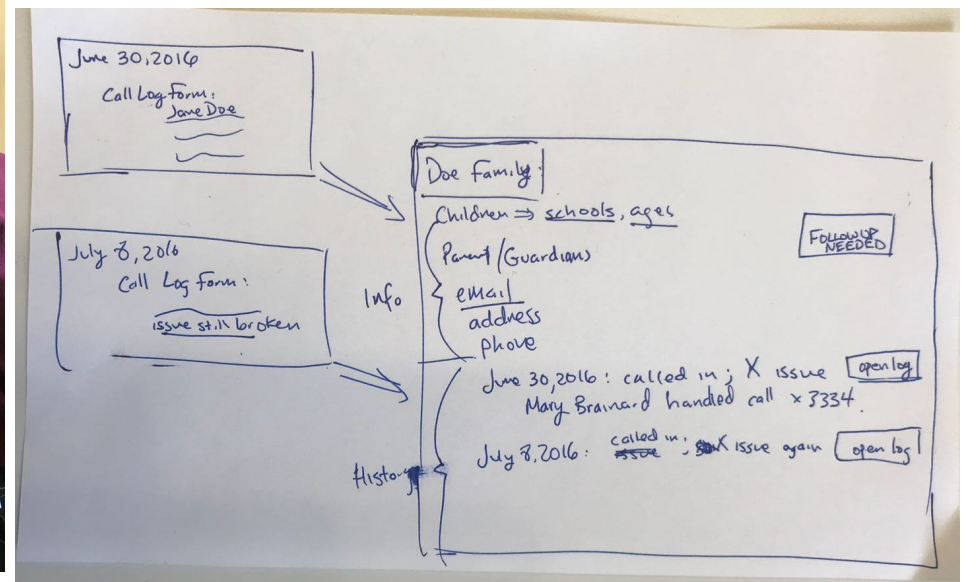 June 30, 2016
Call Log Form:
Jane Doe
July 8, 2016
Call Log Form:
issue still broken
Info
History
Doe Family:
Children ⇒ schools, ages
FOLLOWUP
NEEDED
Parent/Guardians
email
address
phone
June 30, 2016: called in; X issue open log
Mary Brainard handled call x3334.
July 8, 2016: called in; X issue again open log